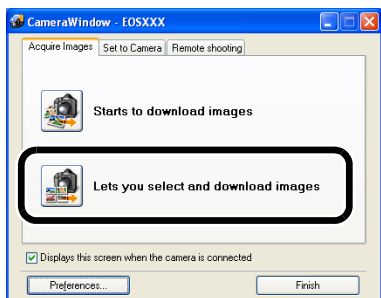 CameraWindow - EOSXXX
Acquire Images Set to Camera Remote shooting
Starts to download images
Lets you select and download images
Displays this screen when the camera is connected
Preferences... Finish